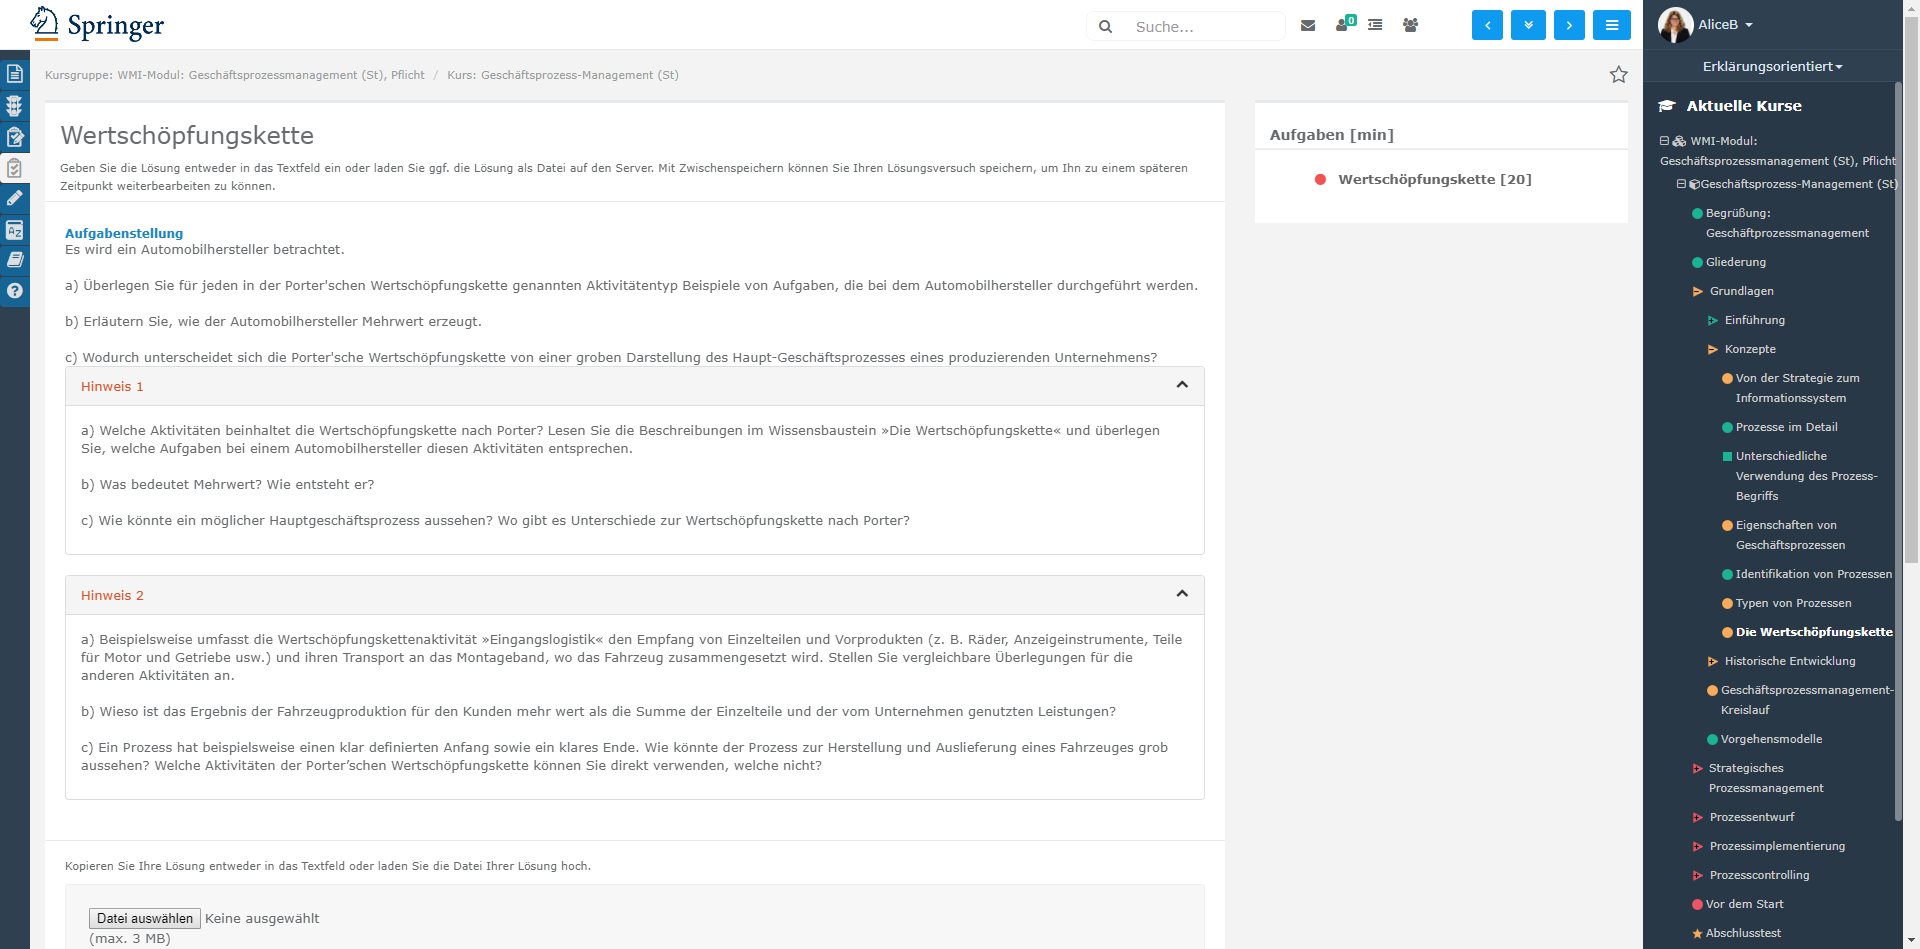 Springer
Suche...
0
AliceB
Erklärungsorientiert
Kursgruppe: WMI-Modul: Geschäftsprozessmanagement (St), Pflicht / Kurs: Geschäftsprozess-Management (St)
Wertschöpfungskette
Geben Sie die Lösung entweder in das Textfeld ein oder laden Sie ggf. die Lösung als Datei auf den Server. Mit Zwischenspeichern können Sie Ihren Lösungsversuch speichern, um Ihn zu einem späteren
Zeitpunkt weiterbearbeiten zu können.
Aufgabenstellung
Es wird ein Automobilhersteller betrachtet.
a) Überlegen Sie für jeden in der Porter'schen Wertschöpfungskette genannten Aktivitätentyp Beispiele von Aufgaben, die bei dem Automobilhersteller durchgeführt werden.
b) Erläutern Sie, wie der Automobilhersteller Mehrwert erzeugt.
c) Wodurch unterscheidet sich die Porter'sche Wertschöpfungskette von einer groben Darstellung des Haupt-Geschäftsprozesses eines produzierenden Unternehmens?
Hinweis 1
a) Welche Aktivitäten beinhaltet die Wertschöpfungskette nach Porter? Lesen Sie die Beschreibungen im Wissensbaustein »Die Wertschöpfungskette« und überlegen
Sie, welche Aufgaben bei einem Automobilhersteller diesen Aktivitäten entsprechen.
b) Was bedeutet Mehrwert? Wie entsteht er?
c) Wie könnte ein möglicher Hauptgeschäftsprozess aussehen? Wo gibt es Unterschiede zur Wertschöpfungskette nach Porter?
Hinweis 2
a) Beispielsweise umfasst die Wertschöpfungskettenaktivität »Eingangslogistik« den Empfang von Einzelteilen und Vorprodukten (z. B. Räder, Anzeigeinstrumente, Teile
für Motor und Getriebe usw.) und ihren Transport an das Montageband, wo das Fahrzeug zusammengesetzt wird. Stellen Sie vergleichbare Überlegungen für die
anderen Aktivitäten an.
b) Wieso ist das Ergebnis der Fahrzeugproduktion für den Kunden mehr wert als die Summe der Einzelteile und der vom Unternehmen genutzten Leistungen?
c) Ein Prozess hat beispielsweise einen klar definierten Anfang sowie ein klares Ende. Wie könnte der Prozess zur Herstellung und Auslieferung eines Fahrzeuges grob
aussehen? Welche Aktivitäten der Porter’schen Wertschöpfungskette können Sie direkt verwenden, welche nicht?
Kopieren Sie Ihre Lösung entweder in das Textfeld oder laden Sie die Datei Ihrer Lösung hoch.
Datei auswählen Keine ausgewählt
(max. 3 MB)
Aufgaben [min]
Wertschöpfungskette [20]
Aktuelle Kurse
WMI-Modul:
Geschäftsprozessmanagement (St), Pflicht
Geschäftsprozess-Management (St)
Begrüßung:
Geschäftprozessmanagement
Gliederung
Grundlagen
Einführung
Konzepte
Von der Strategie zum
Informationssystem
Prozesse im Detail
Unterschiedliche
Verwendung des Prozess-
Begriffs
Eigenschaften von
Geschäftsprozessen
Identifikation von Prozessen
Typen von Prozessen
Die Wertschöpfungskette
Historische Entwicklung
Geschäftsprozessmanagement-
Kreislauf
Vorgehensmodelle
Strategisches
Prozessmanagement
Prozessentwurf
Prozessimplementierung
Prozesscontrolling
Vor dem Start
Abschlusstest